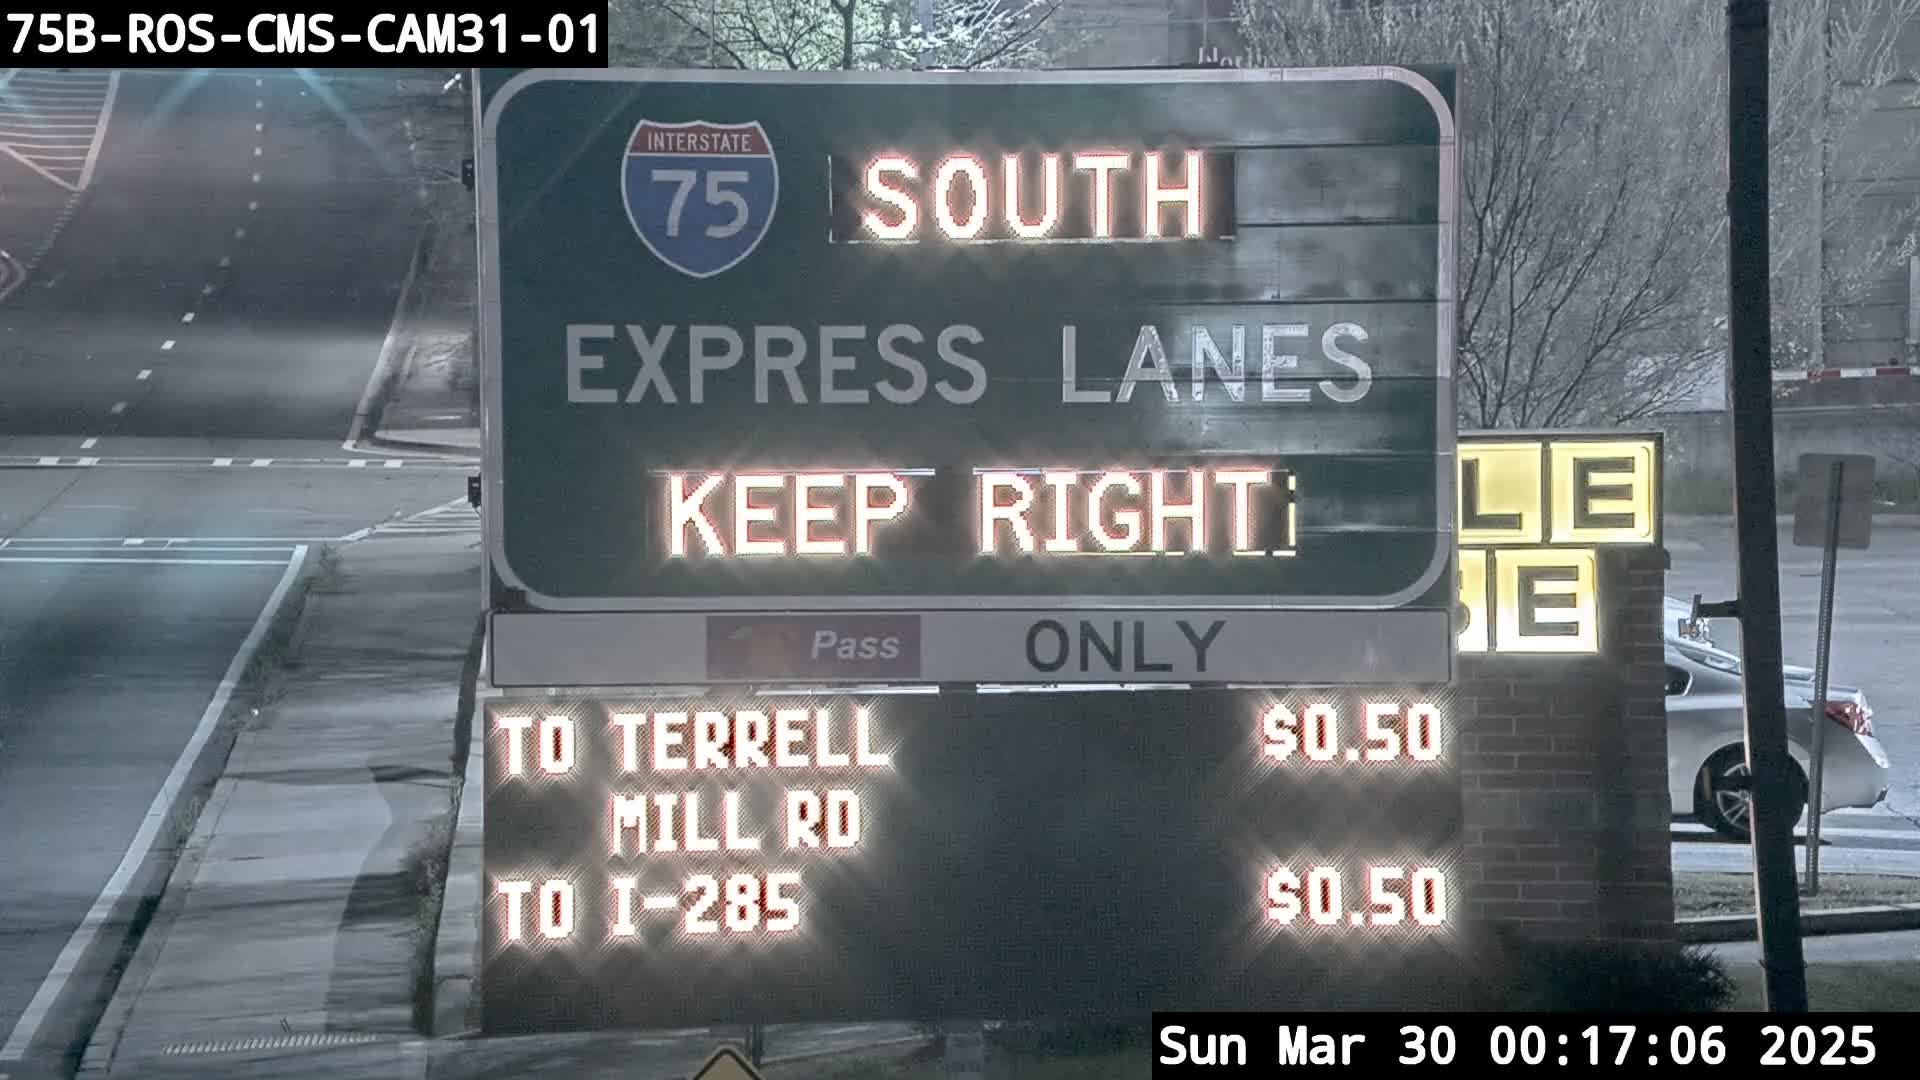 75B-ROS-CMS-CAM31-01
INTERSTATE
75
SOUTH
EXPRESS LANES
KEEP RIGHT
LE
E
Pass ONLY
TO TERRELL $0.50
MILL RD
TO I-285 $0.50
Sun Mar 30 00:17:06 2025